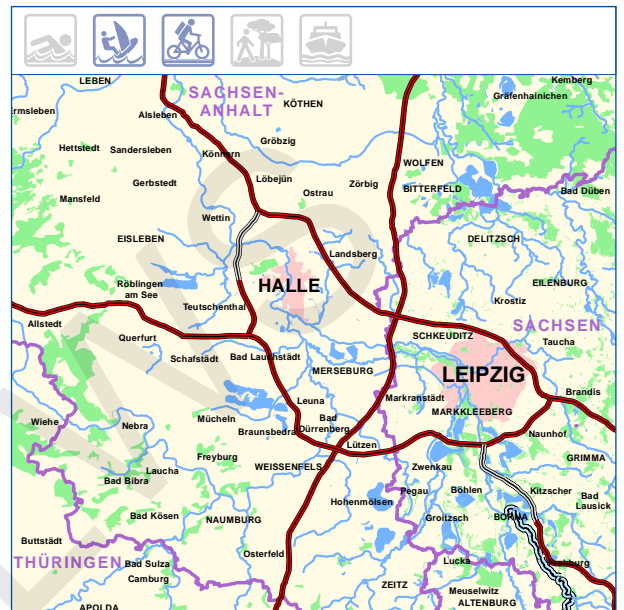 LEBEN
Kemberg
SACHSEN-
ANHALT
KÖTHEN
Gräfenhainichen
Alsleben
Gröbzig
Hettstedt
Sandersleben
Könnern
WOLFEN
Löbejün
Gerbstedt
Ostrau
Zörbig
BITTERFELD
Bad Düben
Mansfeld
Wettin
EISLEBEN
DELITZSCH
Landsberg
Röblingen
am See
HALLE
EILENBURG
Krostiz
Teutschenthal
Allstedt
SACHSEN
Querfurt
SCHKEUDITZ
Taucha
Schafstädt
Bad Lauchstädt
MERSEBURG
LEIPZIG
Brandis
Leuna
Markranstädt
MARKKLEEBERG
Wiehe
Nebra
Mücheln
Braunsbedra
Bad
Dürrenberg
Lützen
Naunhof
Freyburg
WEISSENFELS
GRIMMA
Laucha
Bad Bibra
Zwenkau
Pegau
Böhlen
Kitzscher
Bad
Lausick
Hohenmölsen
Bad Kösen
NAUMBURG
Groitzsch
BORNA
Buttstädt
Osterfeld
THÜRINGEN
Bad Sulza
Lucka
Camburg
ZEITZ
Meuselwitz
ALTENBURG
APOLDA